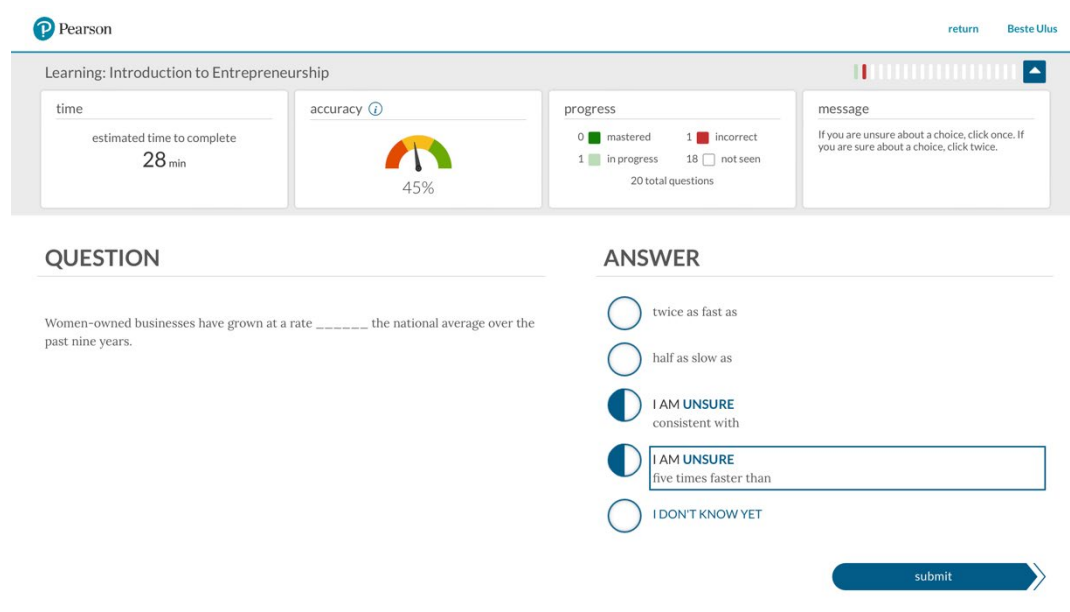 Pearson
return Beste Ulus
Learning: Introduction to Entrepreneurship
time
estimated time to complete
28 min
accuracy i
45%
progress
0 mastered 1 incorrect
1 in progress 18 not seen
20 total questions
message
If you are unsure about a choice, click once. If
you are sure about a choice, click twice.
QUESTION
Women-owned businesses have grown at a rate ______ the national average over the
past nine years.
ANSWER
twice as fast as
half as slow as
I AM UNSURE
consistent with
I AM UNSURE
five times faster than
I DON'T KNOW YET
submit